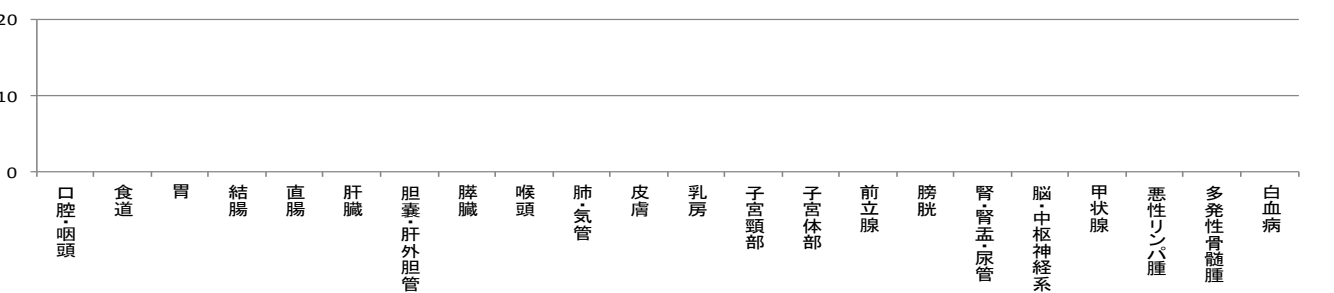 20
10
0
口腔・咽頭
食道
胃
結腸
直腸
肝臓
胆嚢・肝外胆管
膵臓
喉頭
肺・気管
皮膚
乳房
子宮頸部
子宮体部
前立腺
膀胱
腎・腎盂・尿管
脳・中枢神経系
甲状腺
悪性リンパ腫
多発性骨髄腫
白血病